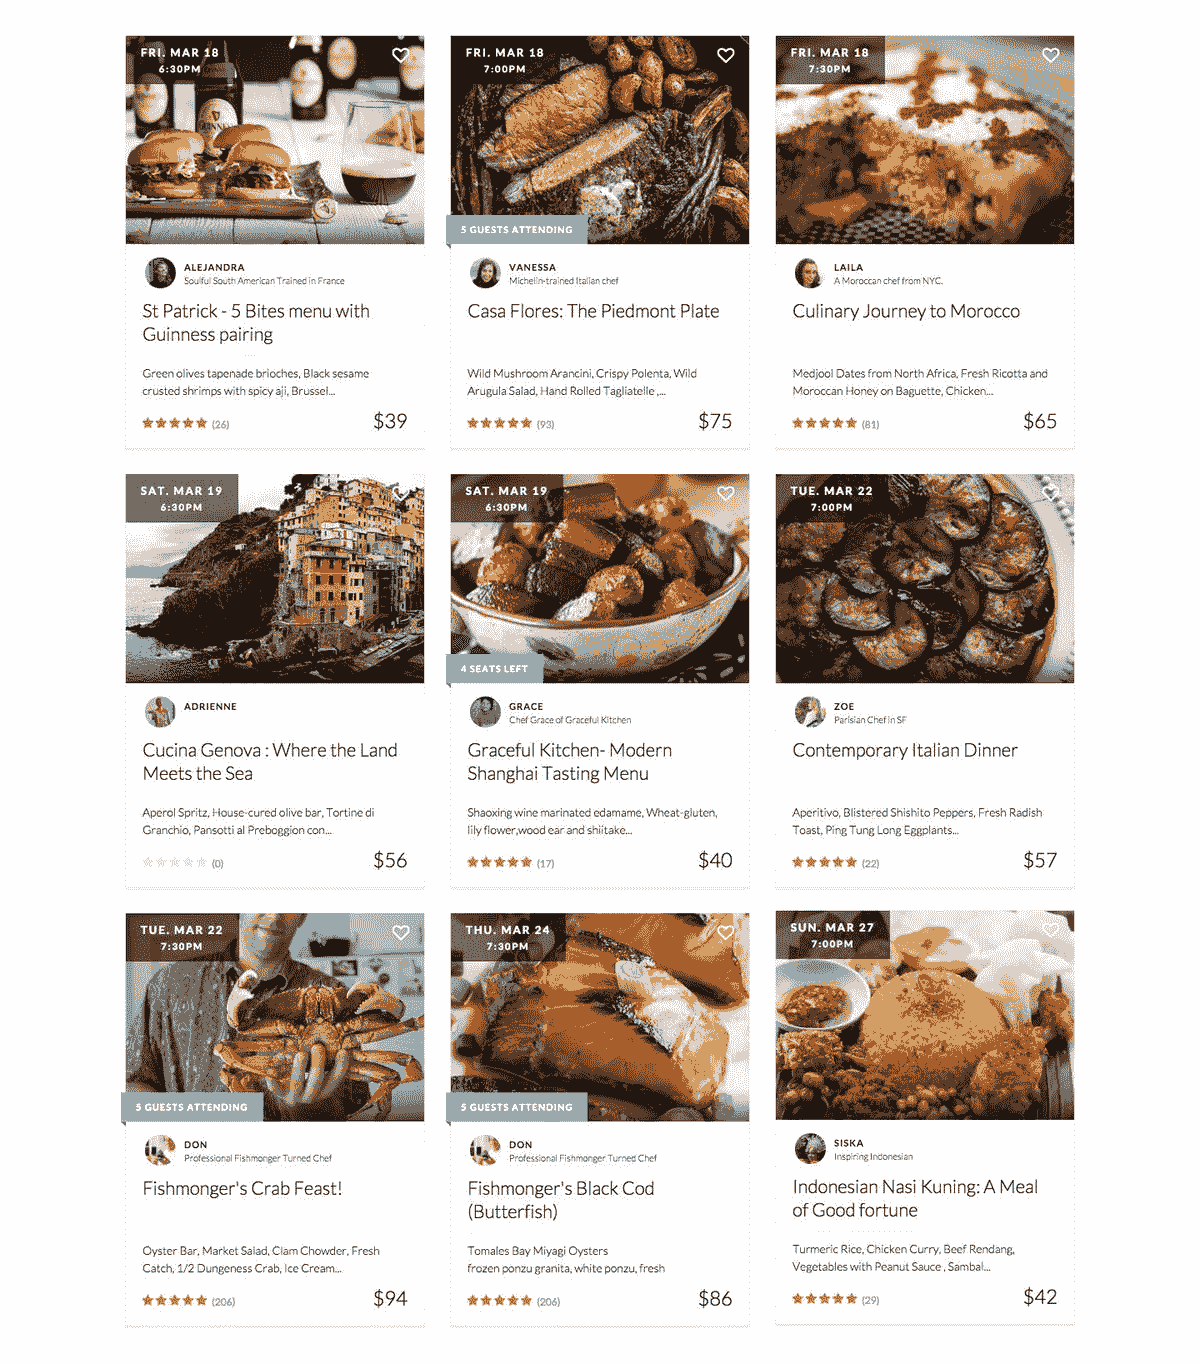 FRI. MAR 18
6:30PM
ALEJANDRA
Soulful South American Trained in France
St Patrick - 5 Bites menu with
Guinness pairing
Green olives tapenade brioches, Black sesame
crusted shrimps with spicy aji, Brussel...
(26)
$39
FRI. MAR 18
7:00PM
5 GUESTS ATTENDING
VANESSA
Michelin-trained Italian chef
Casa Flores: The Piedmont Plate
Wild Mushroom Arancini, Crispy Polenta, Wild
Arugula Salad, Hand Rolled Tagliatelle ,...
(93)
$75
FRI. MAR 18
7:30PM
LAILA
A Moroccan chef from NYC.
Culinary Journey to Morocco
Medjool Dates from North Africa, Fresh Ricotta and
Moroccan Honey on Baguette, Chicken...
(81)
$65
SAT. MAR 19
6:30PM
ADRIENNE
Cucina Genova : Where the Land
Meets the Sea
Aperol Spritz, House-cured olive bar, Tortine di
Granchio, Pansotti al Preboggion con...
(0)
$56
SAT. MAR 19
6:30PM
4 SEATS LEFT
GRACE
Chef Grace of Graceful Kitchen
Graceful Kitchen- Modern
Shanghai Tasting Menu
Shaoxing wine marinated edamame, Wheat-gluten,
lily flower,wood ear and shiitake...
(17)
$40
TUE. MAR 22
7:00PM
ZOE
Parisian Chef in SF
Contemporary Italian Dinner
Aperitivo, Blistered Shishito Peppers, Fresh Radish
Toast, Ping Tung Long Eggplants...
(22)
$57
TUE. MAR 22
7:30PM
5 GUESTS ATTENDING
DON
Professional Fishmonger Turned Chef
Fishmonger's Crab Feast!
Oyster Bar, Market Salad, Clam Chowder, Fresh
Catch, 1/2 Dungeness Crab, Ice Cream...
(206)
$94
THU. MAR 24
7:30PM
5 GUESTS ATTENDING
DON
Professional Fishmonger Turned Chef
Fishmonger's Black Cod
(Butterfish)
Tomales Bay Miyagi Oysters
frozen ponzu granita, white ponzu, fresh
(206)
$86
SUN. MAR 27
7:00PM
SISKA
Inspiring Indonesian
Indonesian Nasi Kuning: A Meal
of Good fortune
Turmeric Rice, Chicken Curry, Beef Rendang,
Vegetables with Peanut Sauce , Sambal...
(29)
$42